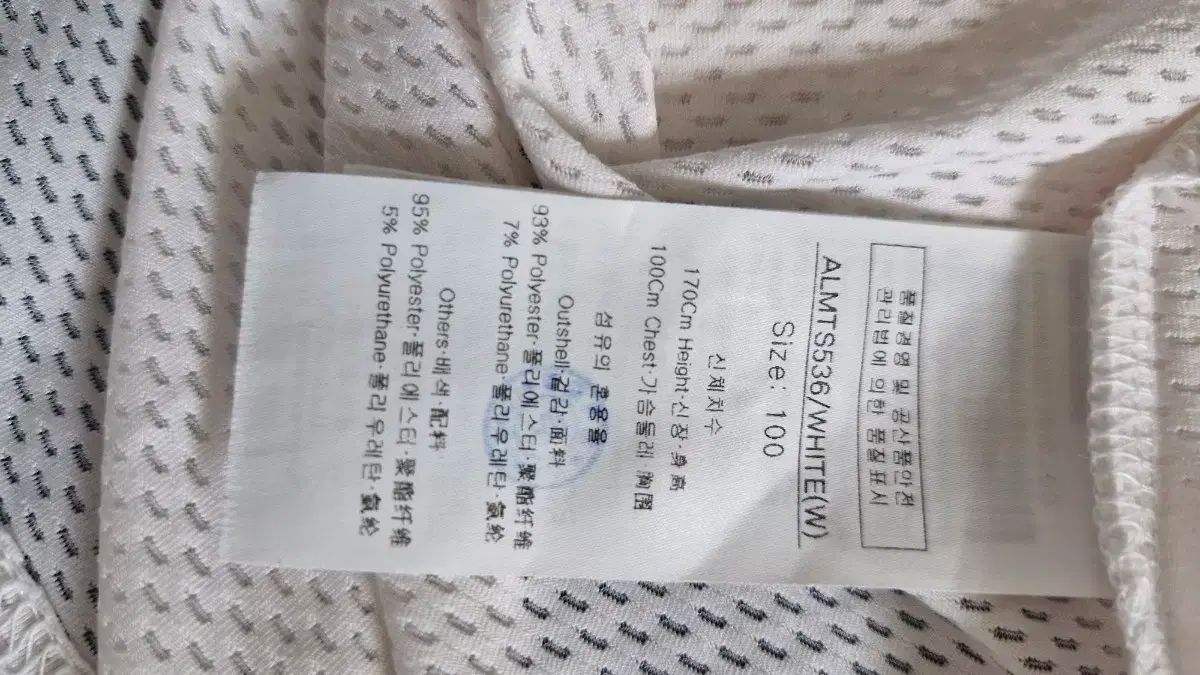 품질경영 및 공산품안전
관리법에 의한 품질표시
ALMTS536/WHITE(W)
Size: 100
신체치수
170Cm Height·신장·身高
100Cm Chest·가슴둘레·胸围
섬유의 혼용율
Outshell·겉감·面料
93% Polyester·폴리에스터·聚酯纤维
7% Polyurethane·폴리우레탄·氨纶
Others·배색·配料
95% Polyester·폴리에스터·聚酯纤维
5% Polyurethane·폴리우레탄·氨纶